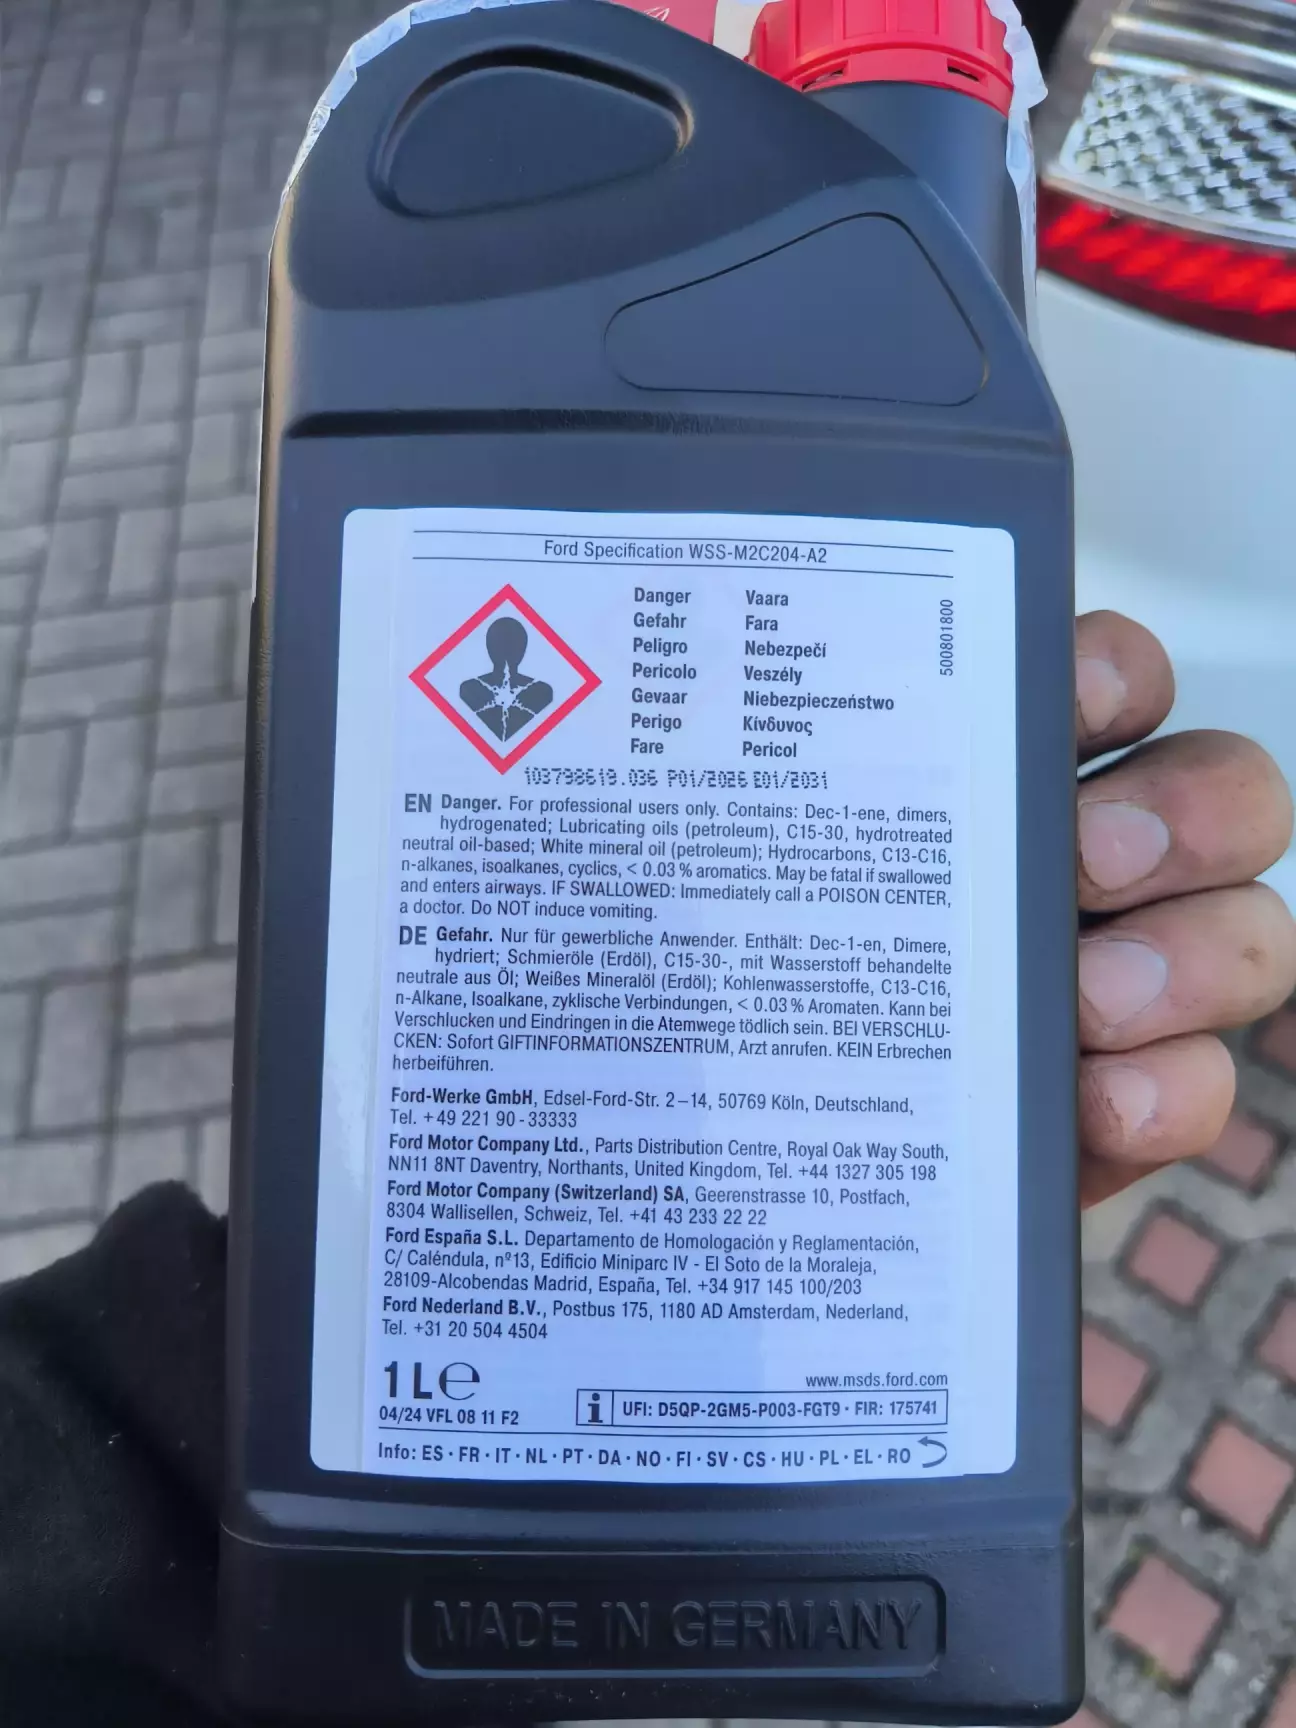 Ford Specification WSS-M2C204-A2
Danger Vaara
Gefahr Fara
Peligro Nebezpečí
Pericolo Veszély
Gevaar Niebezpieczeństwo
Perigo Κίνδυνος
Fare Pericol
500801800
103798619.036 P01/2026 E01/2031
EN Danger. For professional users only. Contains: Dec-1-ene, dimers,
hydrogenated; Lubricating oils (petroleum), C15-30, hydrotreated
neutral oil-based; White mineral oil (petroleum); Hydrocarbons, C13-C16,
n-alkanes, isoalkanes, cyclics, < 0.03 % aromatics. May be fatal if swallowed
and enters airways. IF SWALLOWED: Immediately call a POISON CENTER,
a doctor. Do NOT induce vomiting.
DE Gefahr. Nur für gewerbliche Anwender. Enthält: Dec-1-en, Dimere,
hydriert; Schmieröle (Erdöl), C15-30-, mit Wasserstoff behandelte
neutrale aus Öl; Weißes Mineralöl (Erdöl); Kohlenwasserstoffe, C13-C16,
n-Alkane, Isoalkane, zyklische Verbindungen, < 0.03 % Aromaten. Kann bei
Verschlucken und Eindringen in die Atemwege tödlich sein. BEI VERSCHLU-
CKEN: Sofort GIFTINFORMATIONSZENTRUM, Arzt anrufen. KEIN Erbrechen
herbeiführen.
Ford-Werke GmbH, Edsel-Ford-Str. 2–14, 50769 Köln, Deutschland,
Tel. +49 221 90-33333
Ford Motor Company Ltd., Parts Distribution Centre, Royal Oak Way South,
NN11 8NT Daventry, Northants, United Kingdom, Tel. +44 1327 305 198
Ford Motor Company (Switzerland) SA, Geerenstrasse 10, Postfach,
8304 Wallisellen, Schweiz, Tel. +41 43 233 22 22
Ford España S.L. Departamento de Homologación y Reglamentación,
C/ Caléndula, nº13, Edificio Miniparc IV - El Soto de la Moraleja,
28109-Alcobendas Madrid, España, Tel. +34 917 145 100/203
Ford Nederland B.V., Postbus 175, 1180 AD Amsterdam, Nederland,
Tel. +31 20 504 4504
1 L ℮
www.msds.ford.com
04/24 VFL 08 11 F2
i UFI: D5QP-2GM5-P003-FGT9 · FIR: 175741
Info: ES · FR · IT · NL · PT · DA · NO · FI · SV · CS · HU · PL · EL · RO
MADE IN GERMANY